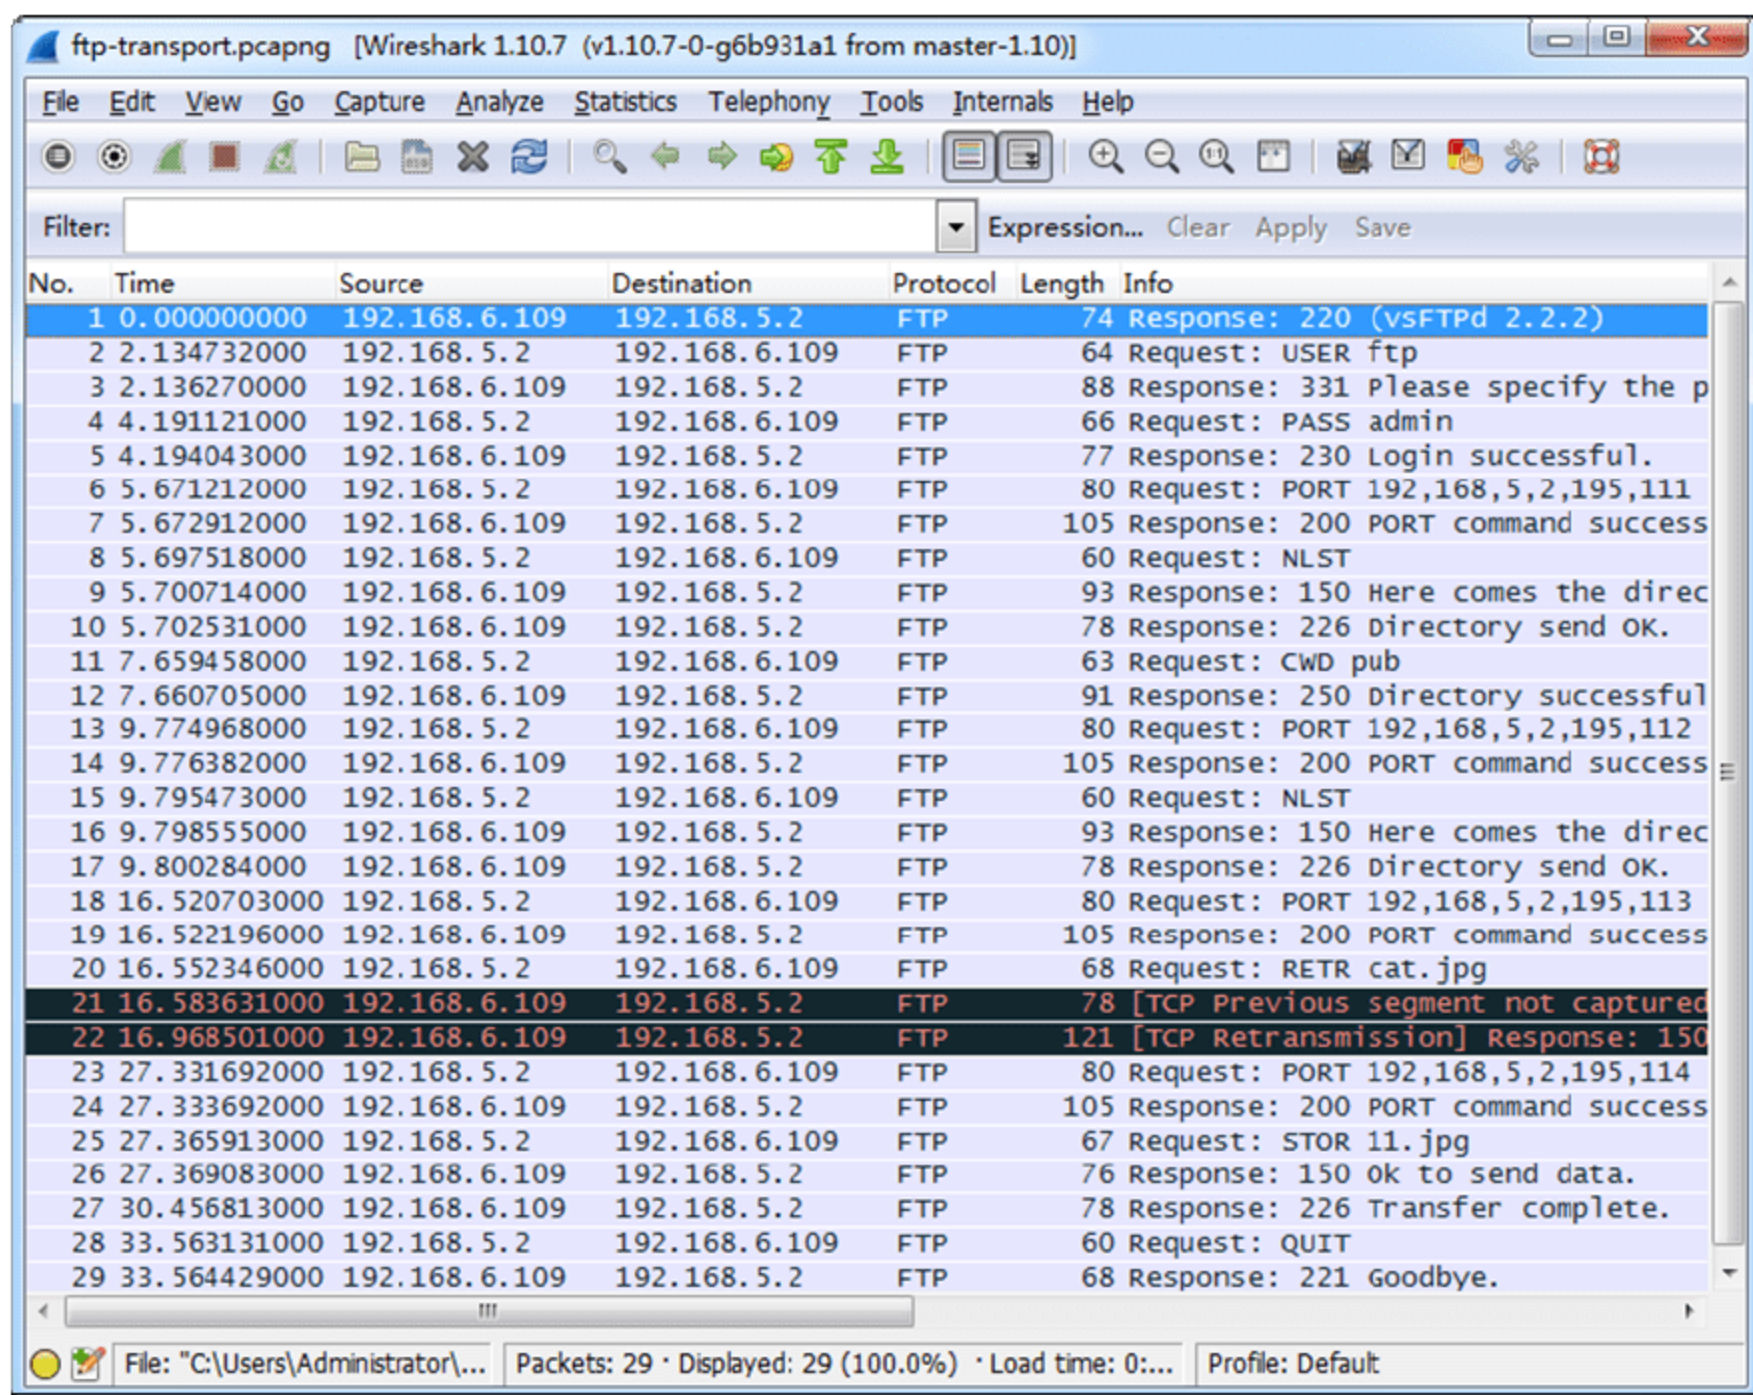 ftp-transport.pcapng [Wireshark 1.10.7 (v1.10.7-0-g6b931a1 from master-1.10)]
File Edit View Go Capture Analyze Statistics Telephony Tools Internals Help
Filter: Expression... Clear Apply Save
No. Time Source Destination Protocol Length Info
1 0.000000000 192.168.6.109 192.168.5.2 FTP 74 Response: 220 (vsFTPd 2.2.2)
2 2.134732000 192.168.5.2 192.168.6.109 FTP 64 Request: USER ftp
3 2.136270000 192.168.6.109 192.168.5.2 FTP 88 Response: 331 Please specify the p
4 4.191121000 192.168.5.2 192.168.6.109 FTP 66 Request: PASS admin
5 4.194043000 192.168.6.109 192.168.5.2 FTP 77 Response: 230 Login successful.
6 5.671212000 192.168.5.2 192.168.6.109 FTP 80 Request: PORT 192,168,5,2,195,111
7 5.672912000 192.168.6.109 192.168.5.2 FTP 105 Response: 200 PORT command success
8 5.697518000 192.168.5.2 192.168.6.109 FTP 60 Request: NLST
9 5.700714000 192.168.6.109 192.168.5.2 FTP 93 Response: 150 Here comes the direc
10 5.702531000 192.168.6.109 192.168.5.2 FTP 78 Response: 226 Directory send OK.
11 7.659458000 192.168.5.2 192.168.6.109 FTP 63 Request: CWD pub
12 7.660705000 192.168.6.109 192.168.5.2 FTP 91 Response: 250 Directory successful
13 9.774968000 192.168.5.2 192.168.6.109 FTP 80 Request: PORT 192,168,5,2,195,112
14 9.776382000 192.168.6.109 192.168.5.2 FTP 105 Response: 200 PORT command success
15 9.795473000 192.168.5.2 192.168.6.109 FTP 60 Request: NLST
16 9.798555000 192.168.6.109 192.168.5.2 FTP 93 Response: 150 Here comes the direc
17 9.800284000 192.168.6.109 192.168.5.2 FTP 78 Response: 226 Directory send OK.
18 16.520703000 192.168.5.2 192.168.6.109 FTP 80 Request: PORT 192,168,5,2,195,113
19 16.522196000 192.168.6.109 192.168.5.2 FTP 105 Response: 200 PORT command success
20 16.552346000 192.168.5.2 192.168.6.109 FTP 68 Request: RETR cat.jpg
21 16.583631000 192.168.6.109 192.168.5.2 FTP 78 [TCP Previous segment not captured
22 16.968501000 192.168.6.109 192.168.5.2 FTP 121 [TCP Retransmission] Response: 150
23 27.331692000 192.168.5.2 192.168.6.109 FTP 80 Request: PORT 192,168,5,2,195,114
24 27.333692000 192.168.6.109 192.168.5.2 FTP 105 Response: 200 PORT command success
25 27.365913000 192.168.5.2 192.168.6.109 FTP 67 Request: STOR 11.jpg
26 27.369083000 192.168.6.109 192.168.5.2 FTP 76 Response: 150 Ok to send data.
27 30.456813000 192.168.6.109 192.168.5.2 FTP 78 Response: 226 Transfer complete.
28 33.563131000 192.168.5.2 192.168.6.109 FTP 60 Request: QUIT
29 33.564429000 192.168.6.109 192.168.5.2 FTP 68 Response: 221 Goodbye.
File: "C:\Users\Administrator\... Packets: 29 · Displayed: 29 (100.0%) · Load time: 0:... Profile: Default